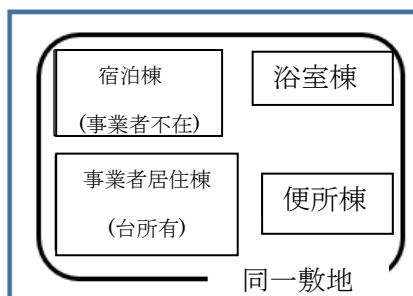 宿泊棟
(事業者不在)
浴室棟
事業者居住棟
(台所有)
便所棟
同一敷地